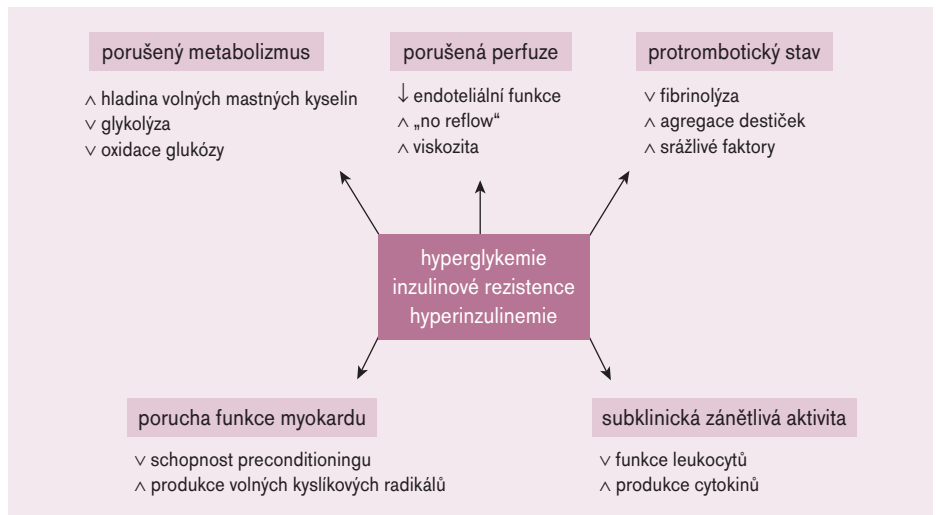 porušený metabolizmus
∧ hladina volných mastných kyselin
∨ glykolýza
∨ oxidace glukózy
porušená perfuze
↓ endoteliální funkce
∧ „no reflow“
∧ viskozita
protrombotický stav
∨ fibrinolýza
∧ agregace destiček
∧ srážlivé faktory
hyperglykemie
inzulinové rezistence
hyperinzulinemie
porucha funkce myokardu
∨ schopnost preconditioningu
∧ produkce volných kyslíkových radikálů
subklinická zánětlivá aktivita
∨ funkce leukocytů
∧ produkce cytokinů